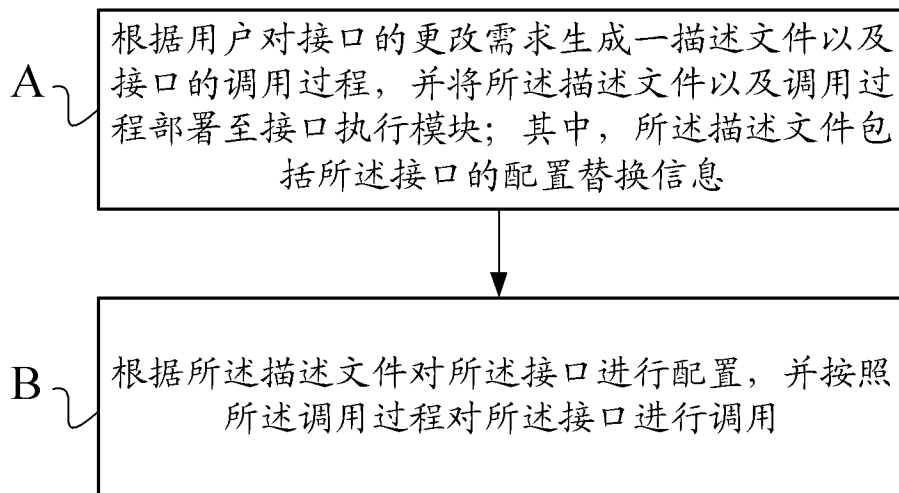 A
根据用户对接口的更改需求生成一描述文件以及
接口的调用过程，并将所述描述文件以及调用过
程部署至接口执行模块；其中，所述描述文件包
括所述接口的配置替换信息
B
根据所述描述文件对所述接口进行配置，并按照
所述调用过程对所述接口进行调用